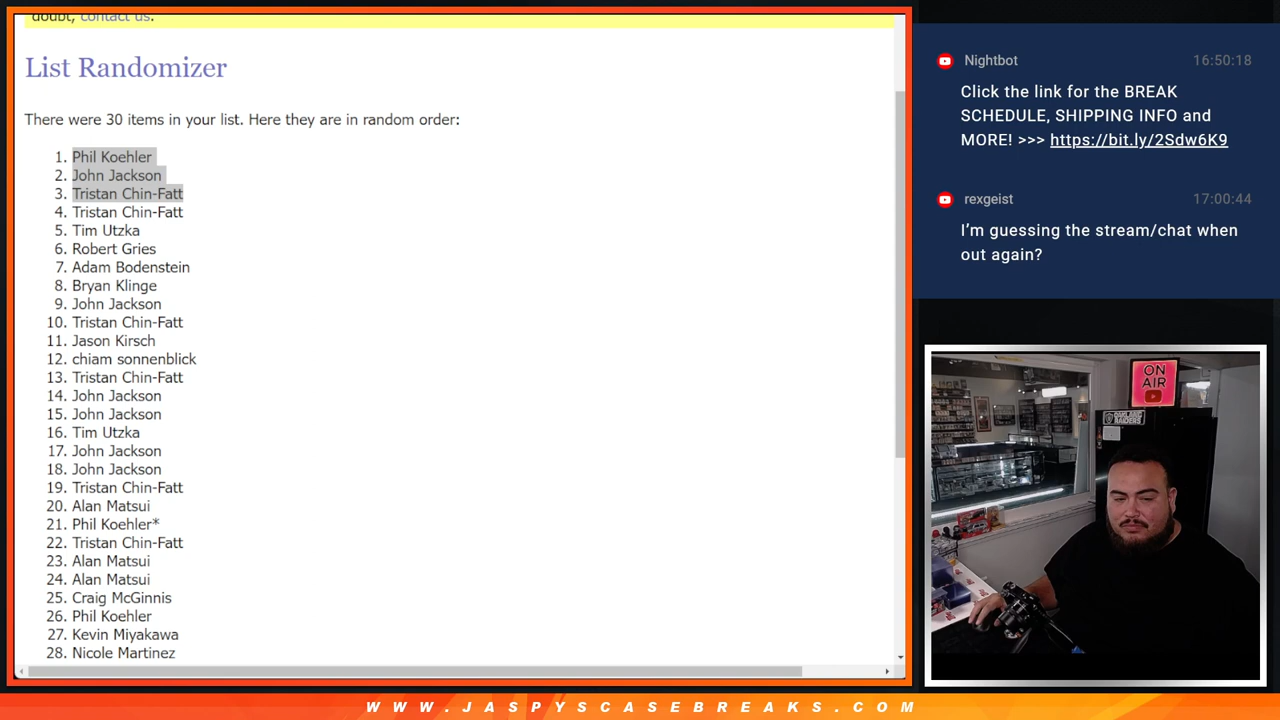 doubt, contact us.
List Randomizer
There were 30 items in your list. Here they are in random order:
1. Phil Koehler
2. John Jackson
3. Tristan Chin-Fatt
4. Tristan Chin-Fatt
5. Tim Utzka
6. Robert Gries
7. Adam Bodenstein
8. Bryan Klinge
9. John Jackson
10. Tristan Chin-Fatt
11. Jason Kirsch
12. chiam sonnenblick
13. Tristan Chin-Fatt
14. John Jackson
15. John Jackson
16. Tim Utzka
17. John Jackson
18. John Jackson
19. Tristan Chin-Fatt
20. Alan Matsui
21. Phil Koehler*
22. Tristan Chin-Fatt
23. Alan Matsui
24. Alan Matsui
25. Craig McGinnis
26. Phil Koehler
27. Kevin Miyakawa
28. Nicole Martinez
Nightbot 16:50:18
Click the link for the BREAK
SCHEDULE, SHIPPING INFO and
MORE! >>> https://bit.ly/2Sdw6K9
rexgeist 17:00:44
I'm guessing the stream/chat when
out again?
ON
AIR
OAKLAND
RAIDERS
WWW.JASPYSCASEBREAKS.COM